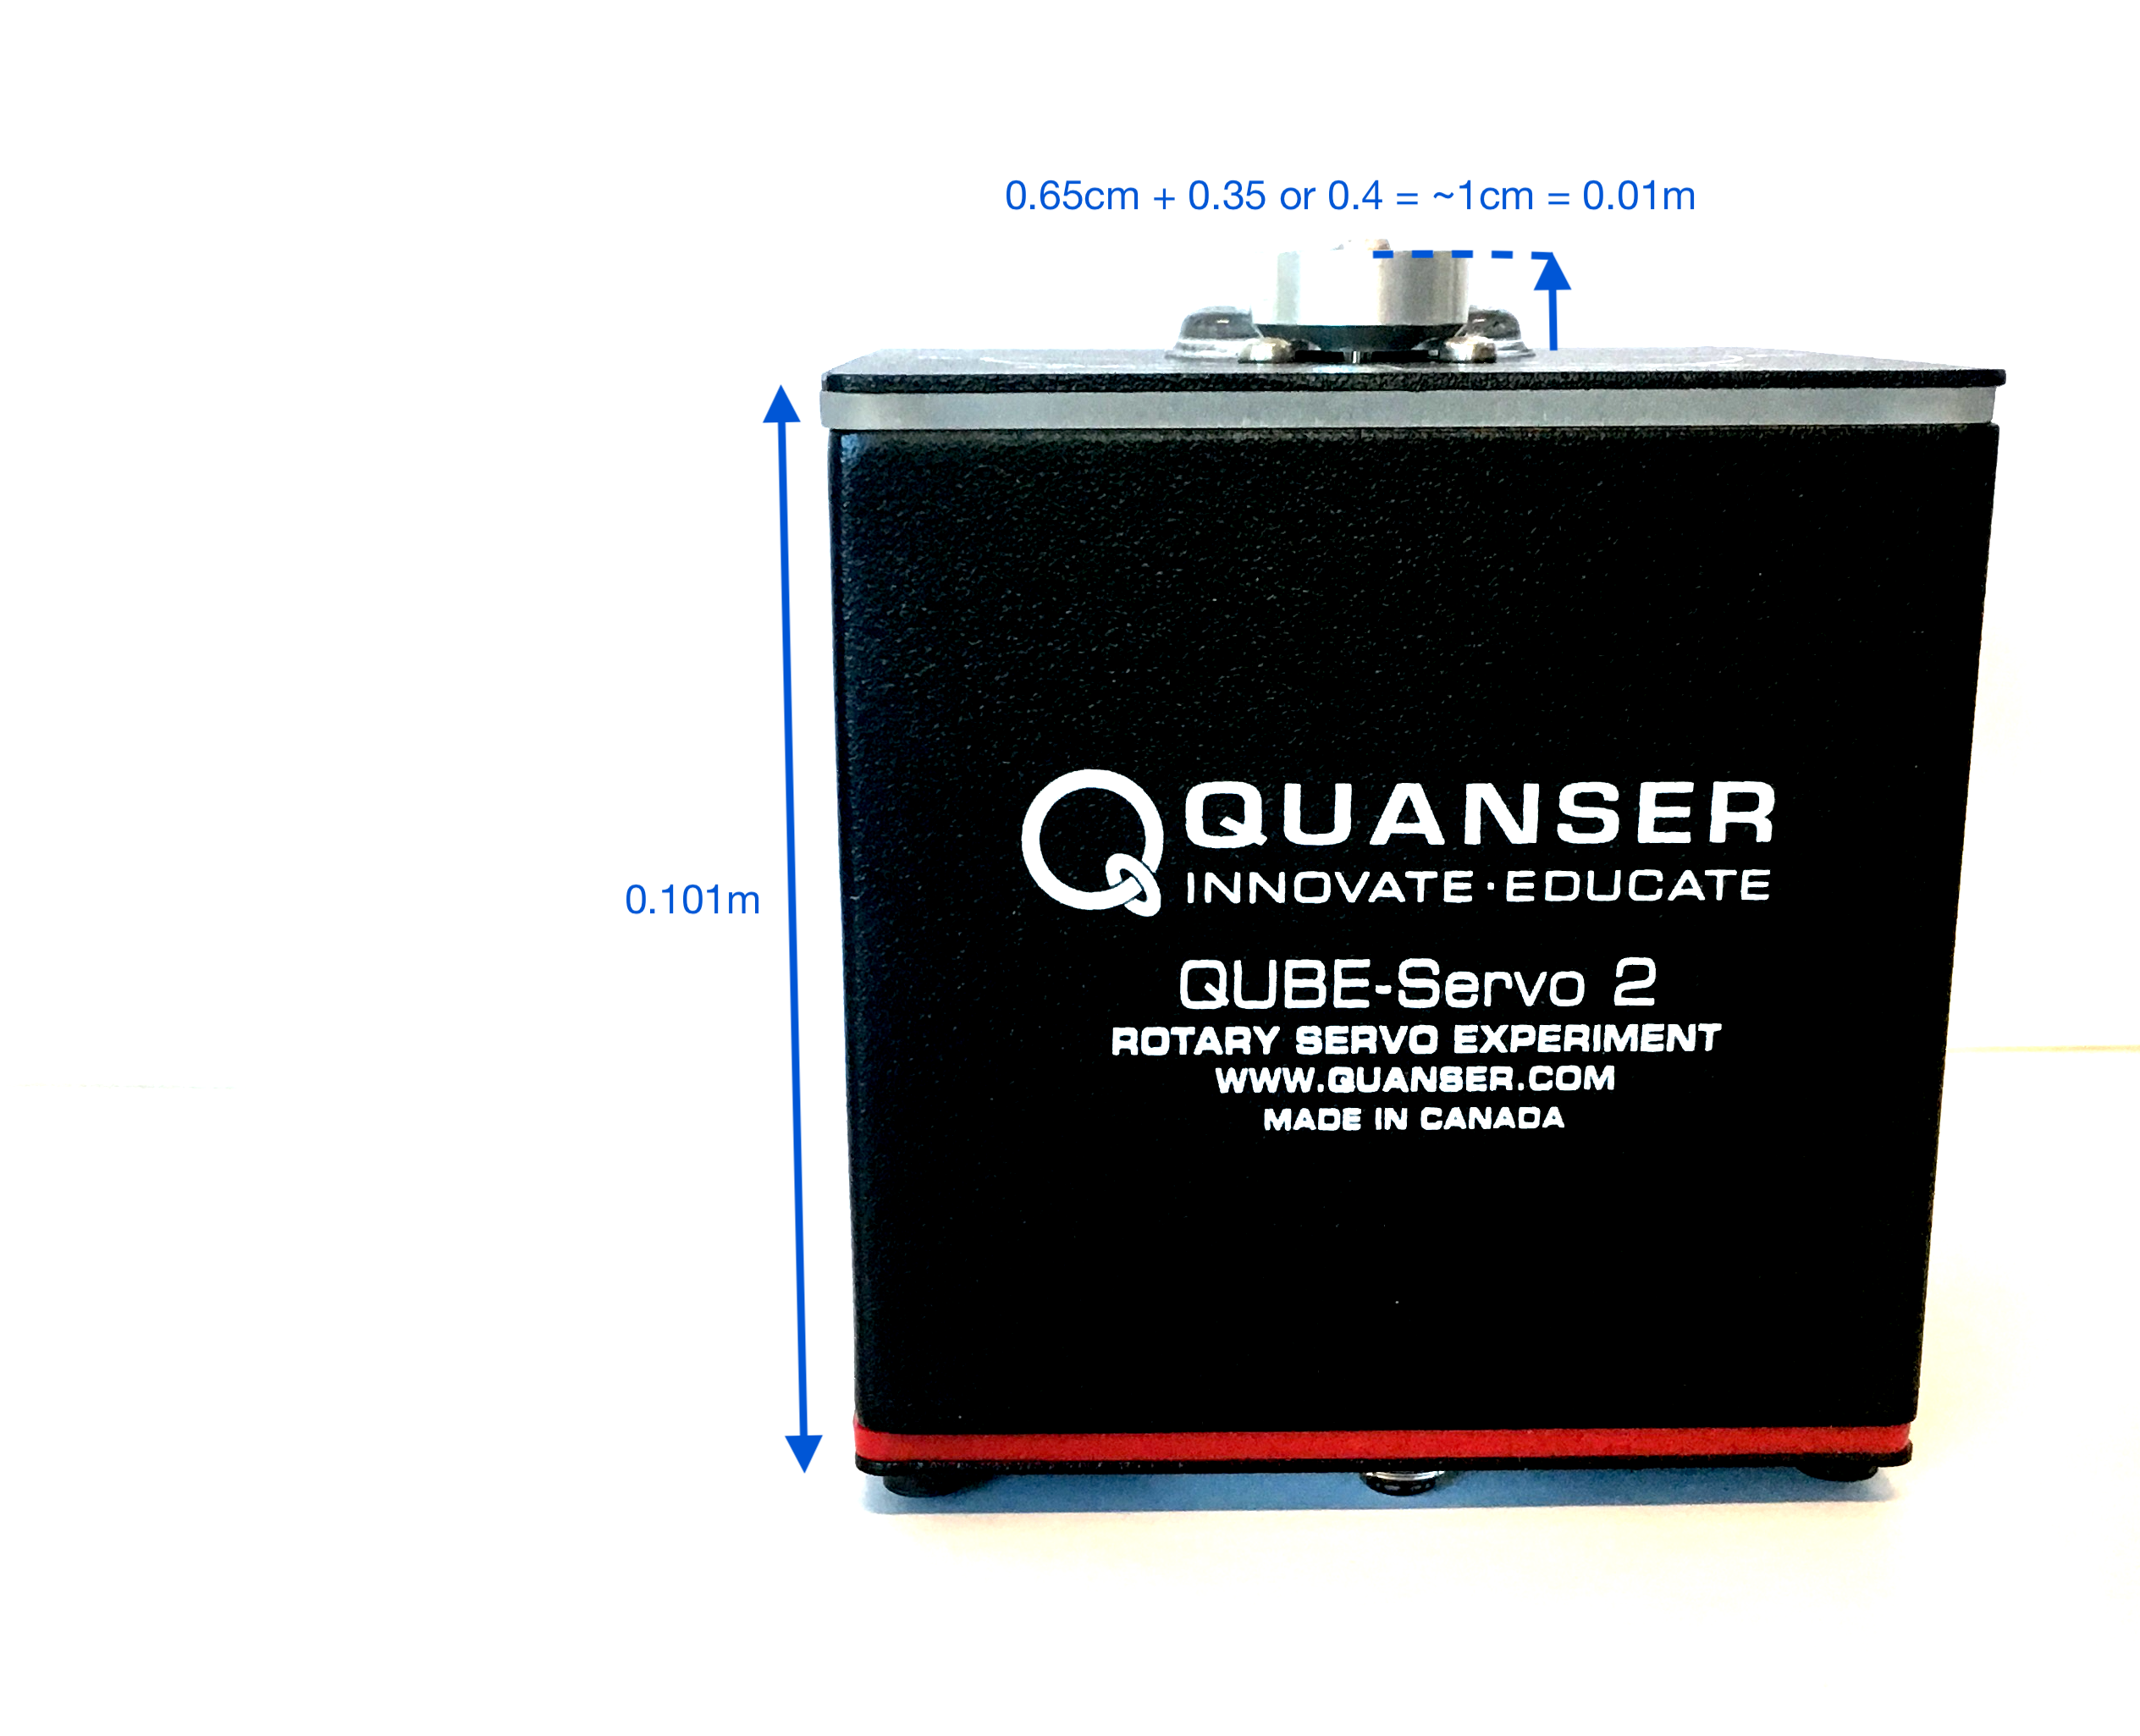 0.65cm + 0.35 or 0.4 = ~1cm = 0.01m
QUANSER
INNOVATE·EDUCATE
0.101m
QUBE-Servo 2
ROTARY SERVO EXPERIMENT
WWW.QUANSER.COM
MADE IN CANADA